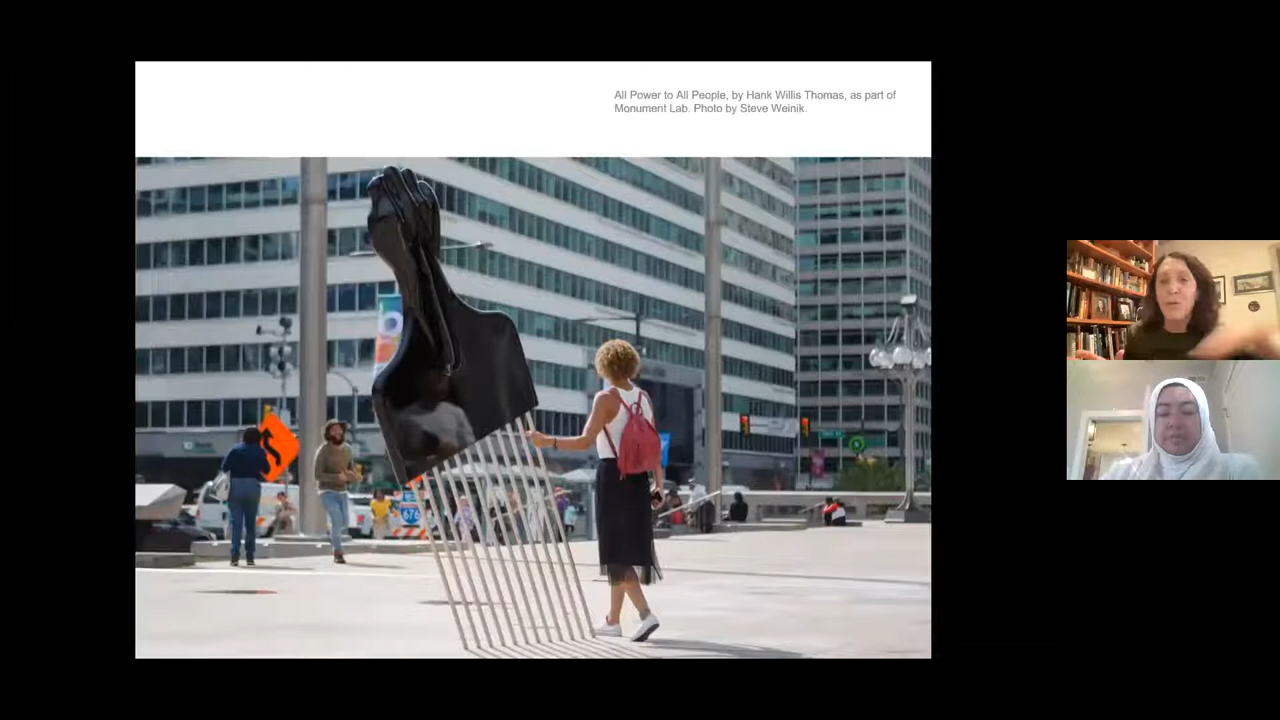 All Power to All People, by Hank Willis Thomas, as part of
Monument Lab. Photo by Steve Weinik.
676